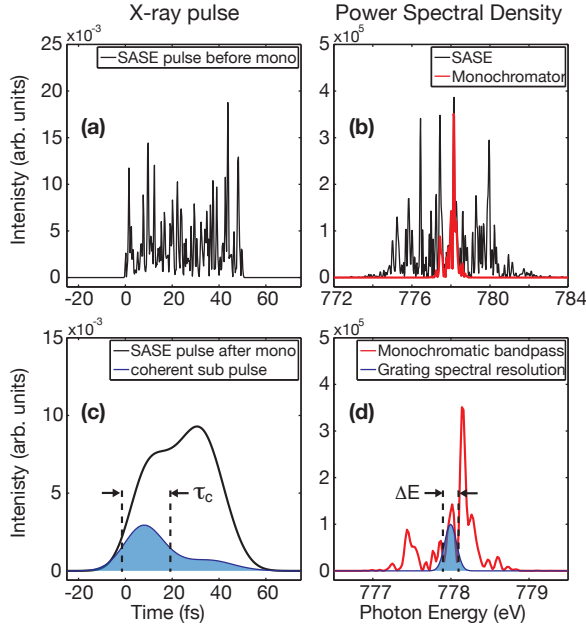 X-ray pulse
Power Spectral Density
x10⁻³
25
20
15
10
5
0
Intenisty (arb. units)
SASE pulse before mono
(a)
-20 0 20 40 60
x10⁵
5
4
3
2
1
0
SASE
Monochromator
(b)
772 776 780 784
x10⁻³
15
10
5
0
Intenisty (arb. units)
SASE pulse after mono
coherent sub pulse
(c)
τc
-20 0 20 40 60
Time (fs)
x10⁵
5
4
3
2
1
0
Monochromatic bandpass
Grating spectral resolution
(d)
ΔE
777 778 779
Photon Energy (eV)